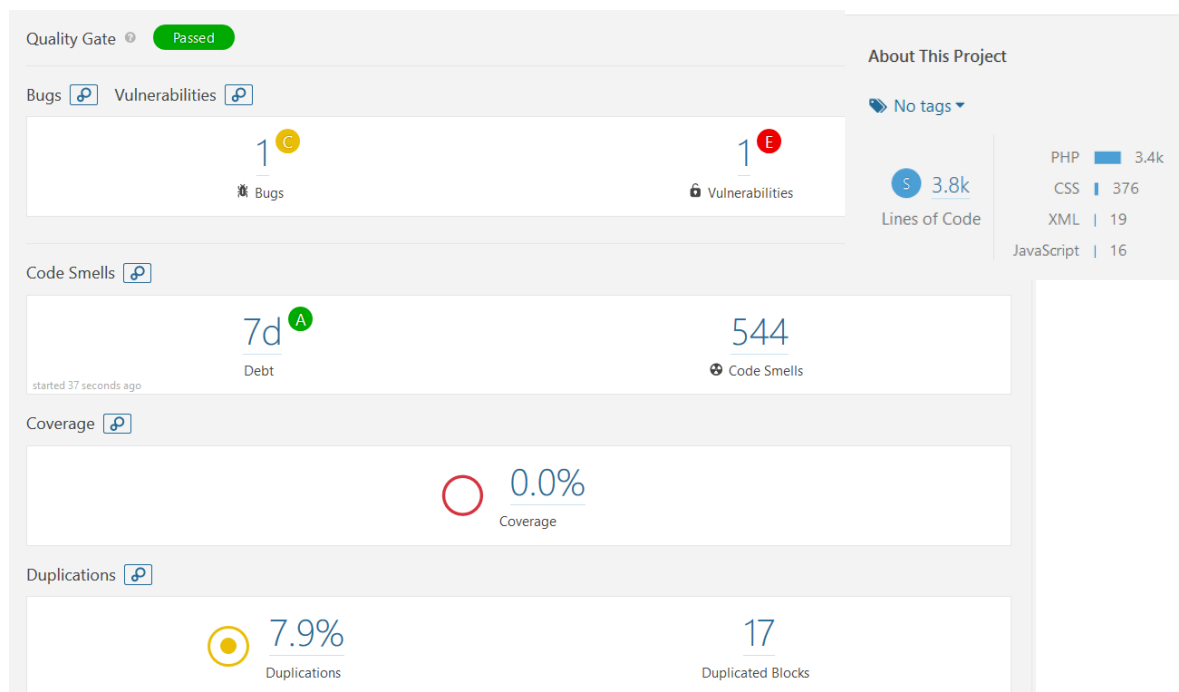 Quality Gate ? Passed
Bugs Vulnerabilities
1 C
Bugs
1 E
Vulnerabilities
About This Project
No tags
S 3.8k
Lines of Code
PHP 3.4k
CSS 376
XML 19
JavaScript 16
Code Smells
7d A
Debt
544
Code Smells
started 37 seconds ago
Coverage
0.0%
Coverage
Duplications
7.9%
Duplications
17
Duplicated Blocks